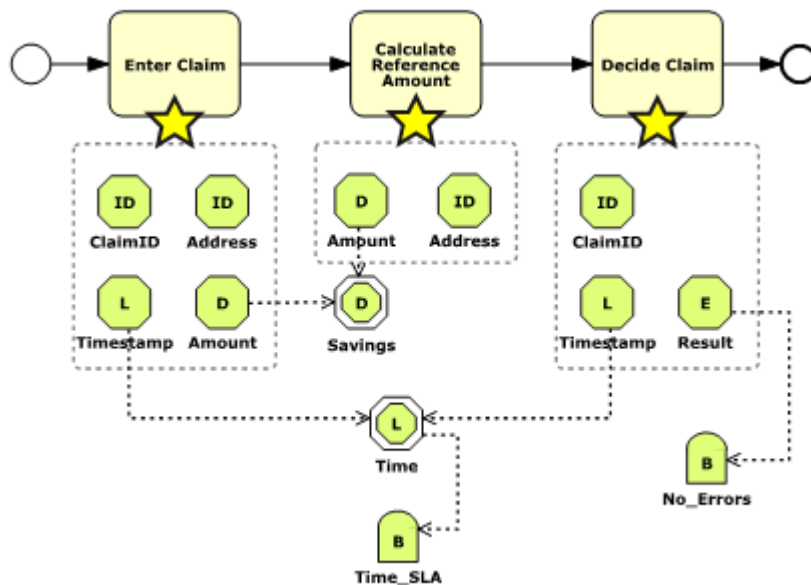 Enter Claim
Calculate
Reference
Amount
Decide Claim
ID
ClaimID
ID
Address
D
Amount
ID
Address
ID
ClaimID
L
Timestamp
D
Amount
D
Savings
L
Timestamp
E
Result
L
Time
B
No_Errors
B
Time_SLA